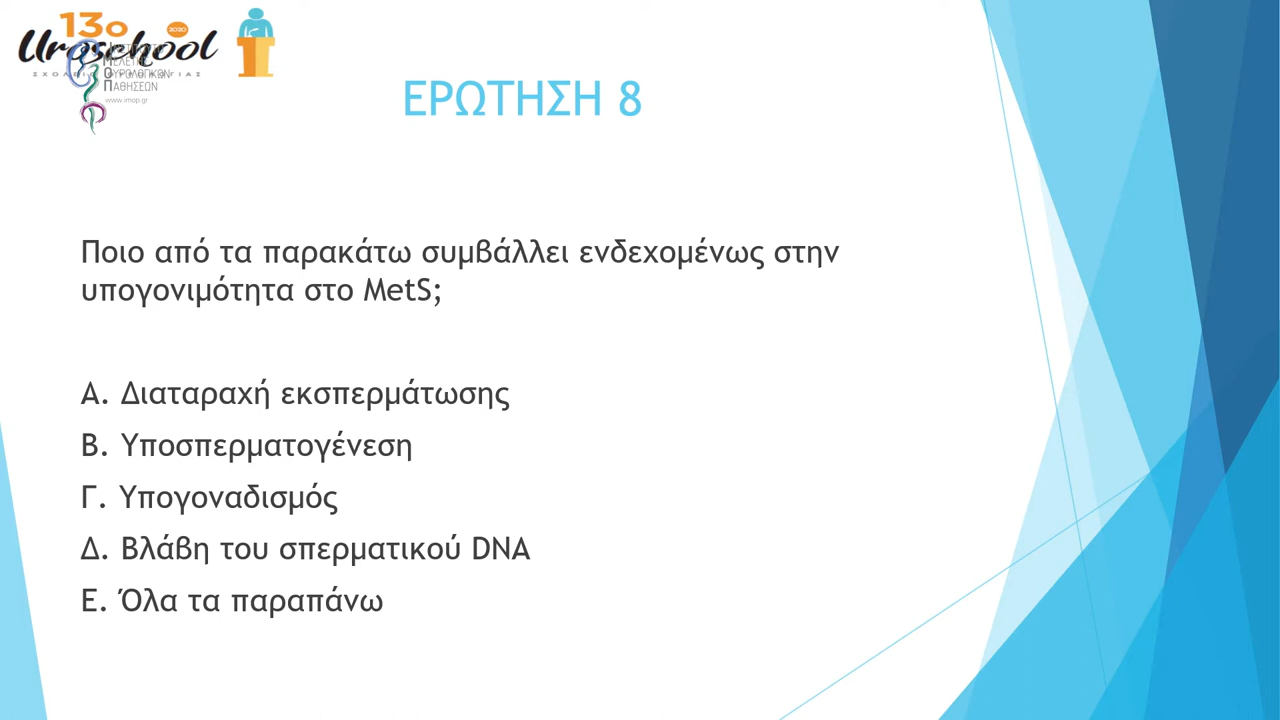 13ο
2020
Uroschool
ΜΕΛΕΤΗΣ
ΟΥΡΟΛΟΓΙΚΩΝ
ΠΑΘΗΣΕΩΝ
www.imop.gr
ΕΡΩΤΗΣΗ 8
Ποιο από τα παρακάτω συμβάλλει ενδεχομένως στην
υπογονιμότητα στο MetS;
Α. Διαταραχή εκσπερμάτωσης
Β. Υποσπερματογένεση
Γ. Υπογοναδισμός
Δ. Βλάβη του σπερματικού DNA
Ε. Όλα τα παραπάνω